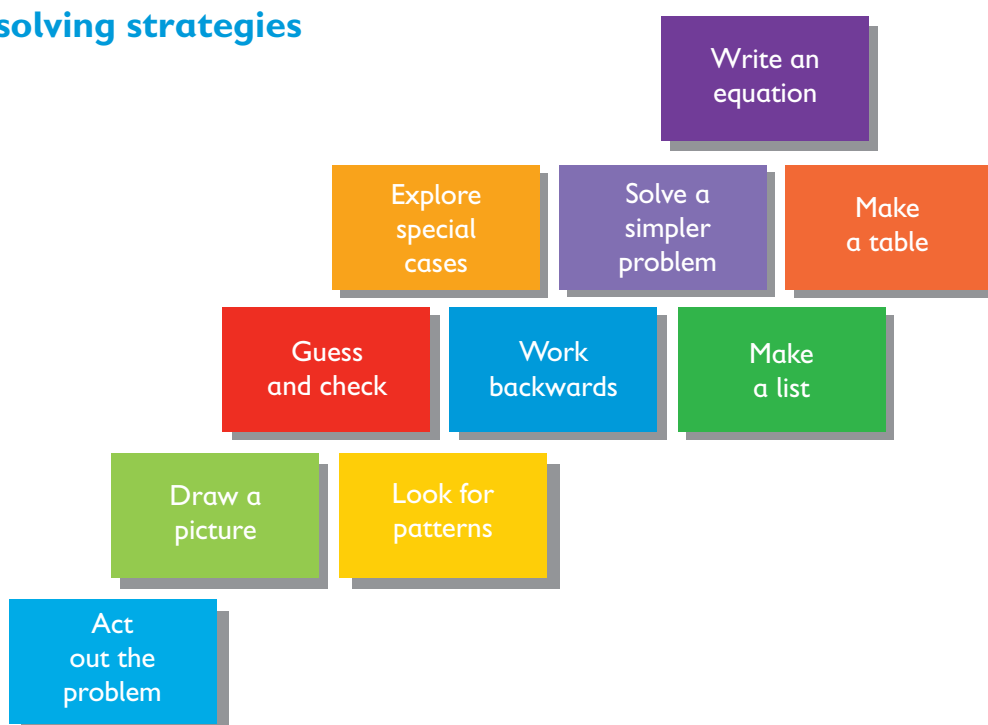 solving strategies
Write an
equation
Explore
special
cases
Solve a
simpler
problem
Make
a table
Guess
and check
Work
backwards
Make
a list
Draw a
picture
Look for
patterns
Act
out the
problem